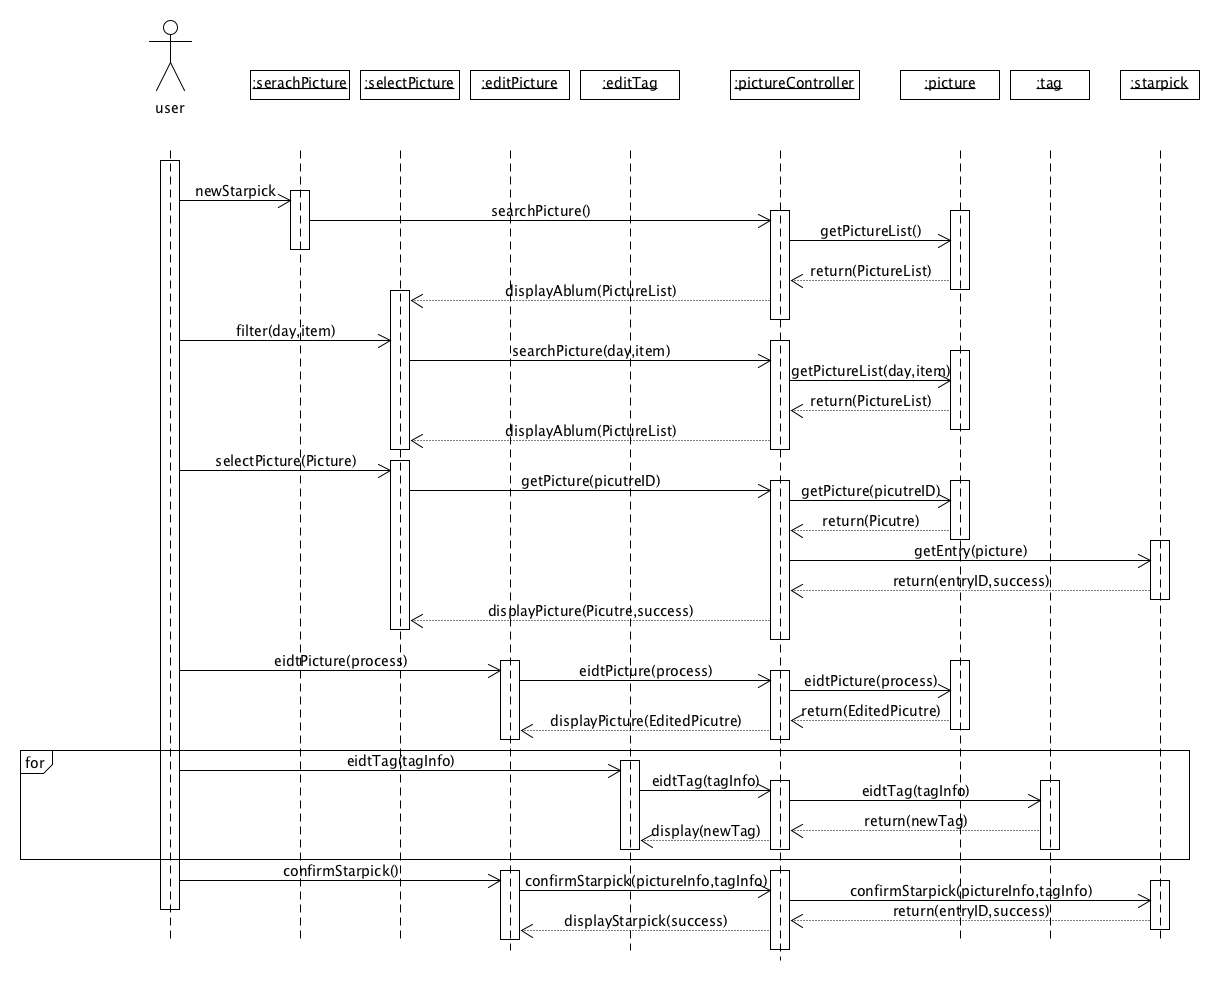 user
:serachPicture
:selectPicture
:editPicture
:editTag
:pictureController
:picture
:tag
:starpick
newStarpick
searchPicture()
getPictureList()
return(PictureList)
displayAblum(PictureList)
filter(day,item)
searchPicture(day,item)
getPictureList(day,item)
return(PictureList)
displayAblum(PictureList)
selectPicture(Picture)
getPicture(picutreID)
getPicture(picutreID)
return(Picutre)
getEntry(picture)
return(entryID,success)
displayPicture(Picutre,success)
eidtPicture(process)
eidtPicture(process)
eidtPicture(process)
return(EditedPicutre)
displayPicture(EditedPicutre)
for
eidtTag(tagInfo)
eidtTag(tagInfo)
eidtTag(tagInfo)
return(newTag)
display(newTag)
confirmStarpick()
confirmStarpick(pictureInfo,tagInfo)
confirmStarpick(pictureInfo,tagInfo)
return(entryID,success)
displayStarpick(success)